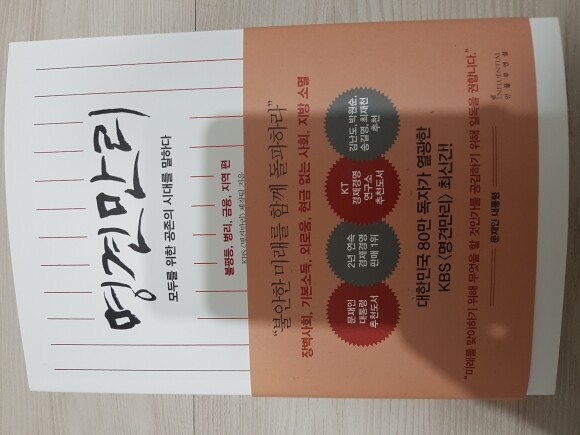 명견만리
모두를 위한 공존의 시대를 말하다
불평등, 병리, 금융, 지역 편
KBS 〈명견만리〉 제작팀 지음
“불안한 미래를 함께 돌파하라”
장벽사회, 기본소득, 외로움, 현금 없는 사회, 지방 소멸
문재인
대통령
추천도서
2년 연속
경제경영
판매 1위
KT
경제경영
연구소
추천도서
김난도, 박원순,
송길영, 최재천
추천
대한민국 80만 독자가 열광한
KBS 〈명견만리〉 최신간!
“미래를 맞이하기 위해 무엇을 할 것인가를 공감하기 위해 일독을 권합니다.”
문재인 대통령
INFLUENTIAL
인플루엔셜